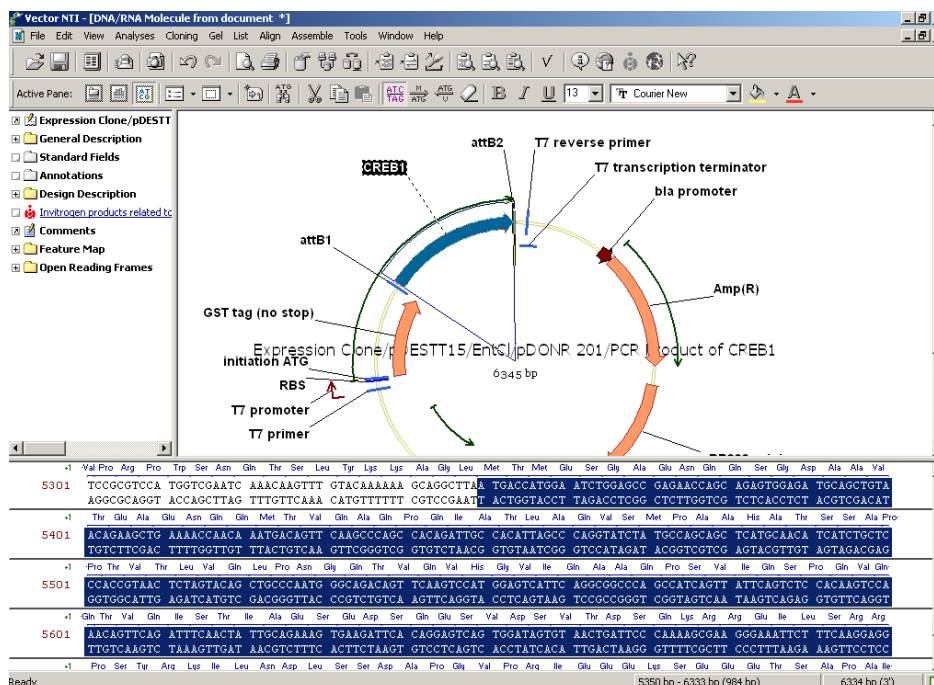 Vector NTI - [DNA/RNA Molecule from document *]
File Edit View Analyses Cloning Gel List Align Assemble Tools Window Help
Active Pane:
13
Courier New
Expression Clone/pDESTT
General Description
Standard Fields
Annotations
Design Description
Invitrogen products related to
Comments
Feature Map
Open Reading Frames
attB2
T7 reverse primer
T7 transcription terminator
bla promoter
CREB1
attB1
Amp(R)
GST tag (no stop)
Expression Clone/pDESTT15/EntCl/pDONR 201/PCR Product of CREB1
initiation ATG
6345 bp
RBS
T7 promoter
T7 primer
+1 Val Pro Arg Pro Trp Ser Asn Gln Thr Ser Leu Tyr Lys Lys Ala Gly Leu Met Thr Met Glu Ser Gly Ala Glu Asn Gln Gln Ser Gly Asp Ala Ala Val
5301 TCCGCGTCCA TGGTCGAATC AAACAAGTTT GTACAAAAAA GCAGGCTTAA TGACCATGGA ATCTGGAGCC GAGAACCAGC AGAGTGGAGA TGCAGCTGTA
AGGCGCAGGT ACCAGCTTAG TTTGTTCAAA CATGTTTTTT CGTCCGAATT ACTGGTACCT TAGACCTCGG CTCTTGGTCG TCTCACCTCT ACGTCGACAT
+1 Thr Glu Ala Glu Asn Gln Gln Met Thr Val Gln Ala Gln Pro Gln Ile Ala Thr Leu Ala Gln Val Ser Met Pro Ala Ala His Ala Thr Ser Ser Ala Pro
5401 ACAGAAGCTG AAAACCAACA AATGACAGTT CAAGCCCAGC CACAGATTGC CACATTAGCC CAGGTATCTA TGCCAGCAGC TCATGCAACA TCATCTGCTC
TGTCTTCGAC TTTTGGTTGT TTACTGTCAA GTTCGGGTCG GTGTCTAACG GTGTAATCGG GTCCATAGAT ACGGTCGTCG AGTACGTTGT AGTAGACGAG
+1 Pro Thr Val Thr Leu Val Gln Leu Pro Asn Gly Gln Thr Val Gln Val His Gly Val Ile Gln Ala Ala Gln Pro Ser Val Ile Gln Ser Pro Gln Val Gln
5501 CCACCGTAAC TCTAGTACAG CTGCCCAATG GGCAGACAGT TCAAGTCCAT GGAGTCATTC AGGCGGCCCA GCCATCAGTT ATTCAGTCTC CACAAGTCCA
GGTGGCATTG AGATCATGTC GACGGGTTAC CCGTCTGTCA AGTTCAGGTA CCTCAGTAAG TCCGCCGGGT CGGTAGTCAA TAAGTCAGAG GTGTTCAGGT
+1 Gln Thr Val Gln Ile Ser Thr Ile Ala Glu Ser Glu Asp Ser Gln Glu Ser Val Asp Ser Val Thr Asp Ser Gln Lys Arg Arg Glu Ile Leu Ser Arg Arg
5601 AACAGTTCAG ATTTCAACTA TTGCAGAAAG TGAAGATTCA CAGGAGTCAG TGGATAGTGT AACTGATTCC CAAAAGCGAA GGGAAATTCT TTCAAGGAGG
TTGTCAAGTC TAAAGTTGAT AACGTCTTTC ACTTCTAAGT GTCCTCAGTC ACCTATCACA TTGACTAAGG GTTTTCGCTT CCCTTTAAGA AAGTTCCTCC
+1 Pro Ser Tyr Arg Lys Ile Leu Asn Asp Leu Ser Ser Asp Ala Pro Gly Val Pro Arg Ile Glu Glu Glu Lys Ser Glu Glu Glu Thr Ser Ala Pro Ala Ile
Ready
5350 bp - 6333 bp (984 bp)
6334 bp (3')